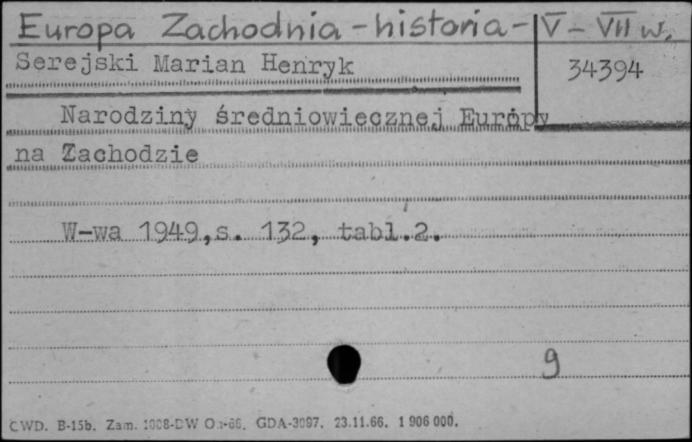 Europa Zachodnia - historia - V - VII w.
Serejski Marian Henryk
34394
Narodziny średniowiecznej Europy
na Zachodzie
W-wa 1949, s. 132, tabl. 2.
9
CWD. B-15b. Zam. GDA-3097. 23.11.66. 1 906 000.